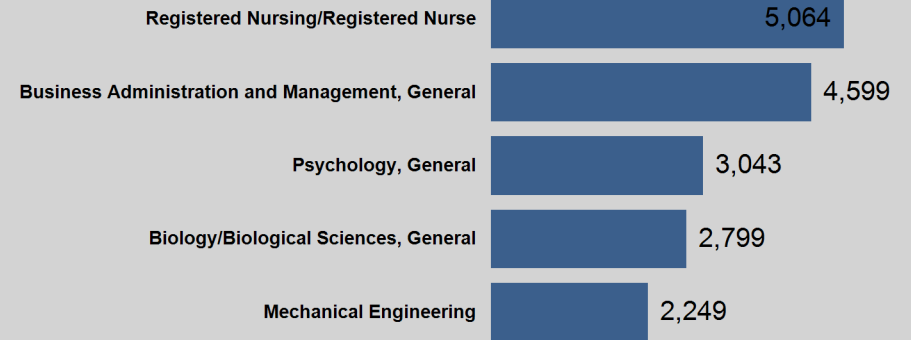 Registered Nursing/Registered Nurse 5,064
Business Administration and Management, General 4,599
Psychology, General 3,043
Biology/Biological Sciences, General 2,799
Mechanical Engineering 2,249